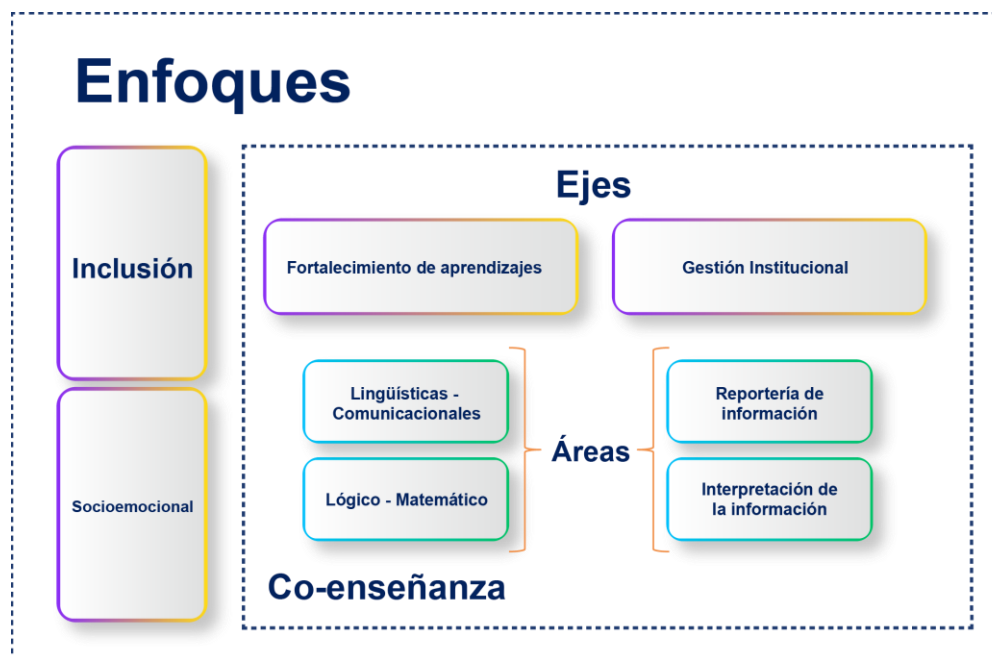 Enfoques
Inclusión
Socioemocional
Ejes
Fortalecimiento de aprendizajes
Gestión Institucional
Lingüísticas -
Comunicacionales
Lógico - Matemático
Áreas
Reportería de
información
Interpretación de
la información
Co-enseñanza